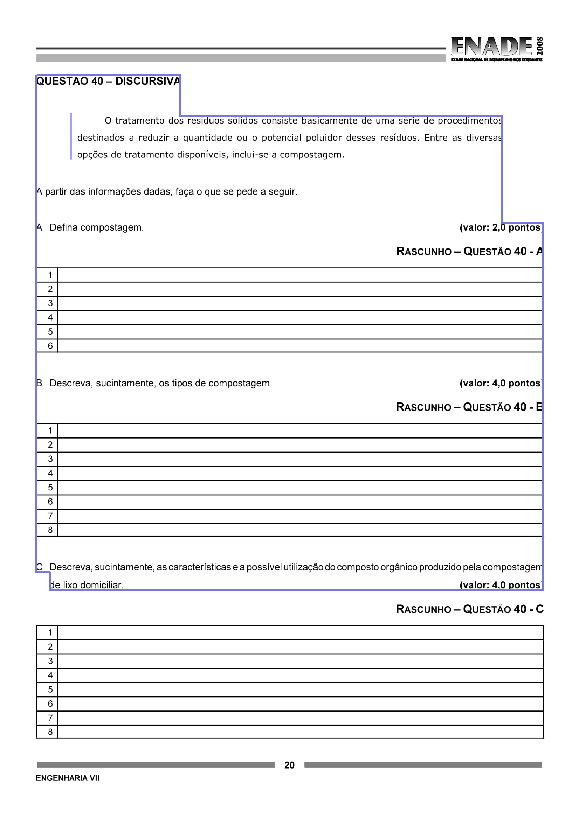 ENADE 2008
EXAME NACIONAL DE DESEMPENHO DOS ESTUDANTES
QUESTÃO 40 – DISCURSIVA
O tratamento dos resíduos sólidos consiste basicamente de uma série de procedimentos
destinados a reduzir a quantidade ou o potencial poluidor desses resíduos. Entre as diversas
opções de tratamento disponíveis, inclui-se a compostagem.
A partir das informações dadas, faça o que se pede a seguir.
A Defina compostagem. (valor: 2,0 pontos)
RASCUNHO – QUESTÃO 40 - A
1
2
3
4
5
6
B Descreva, sucintamente, os tipos de compostagem (valor: 4,0 pontos)
RASCUNHO – QUESTÃO 40 - B
1
2
3
4
5
6
7
8
C Descreva, sucintamente, as características e a possível utilização do composto orgânico produzido pela compostagem
de lixo domiciliar. (valor: 4,0 pontos)
RASCUNHO – QUESTÃO 40 - C
1
2
3
4
5
6
7
8
20
ENGENHARIA VII